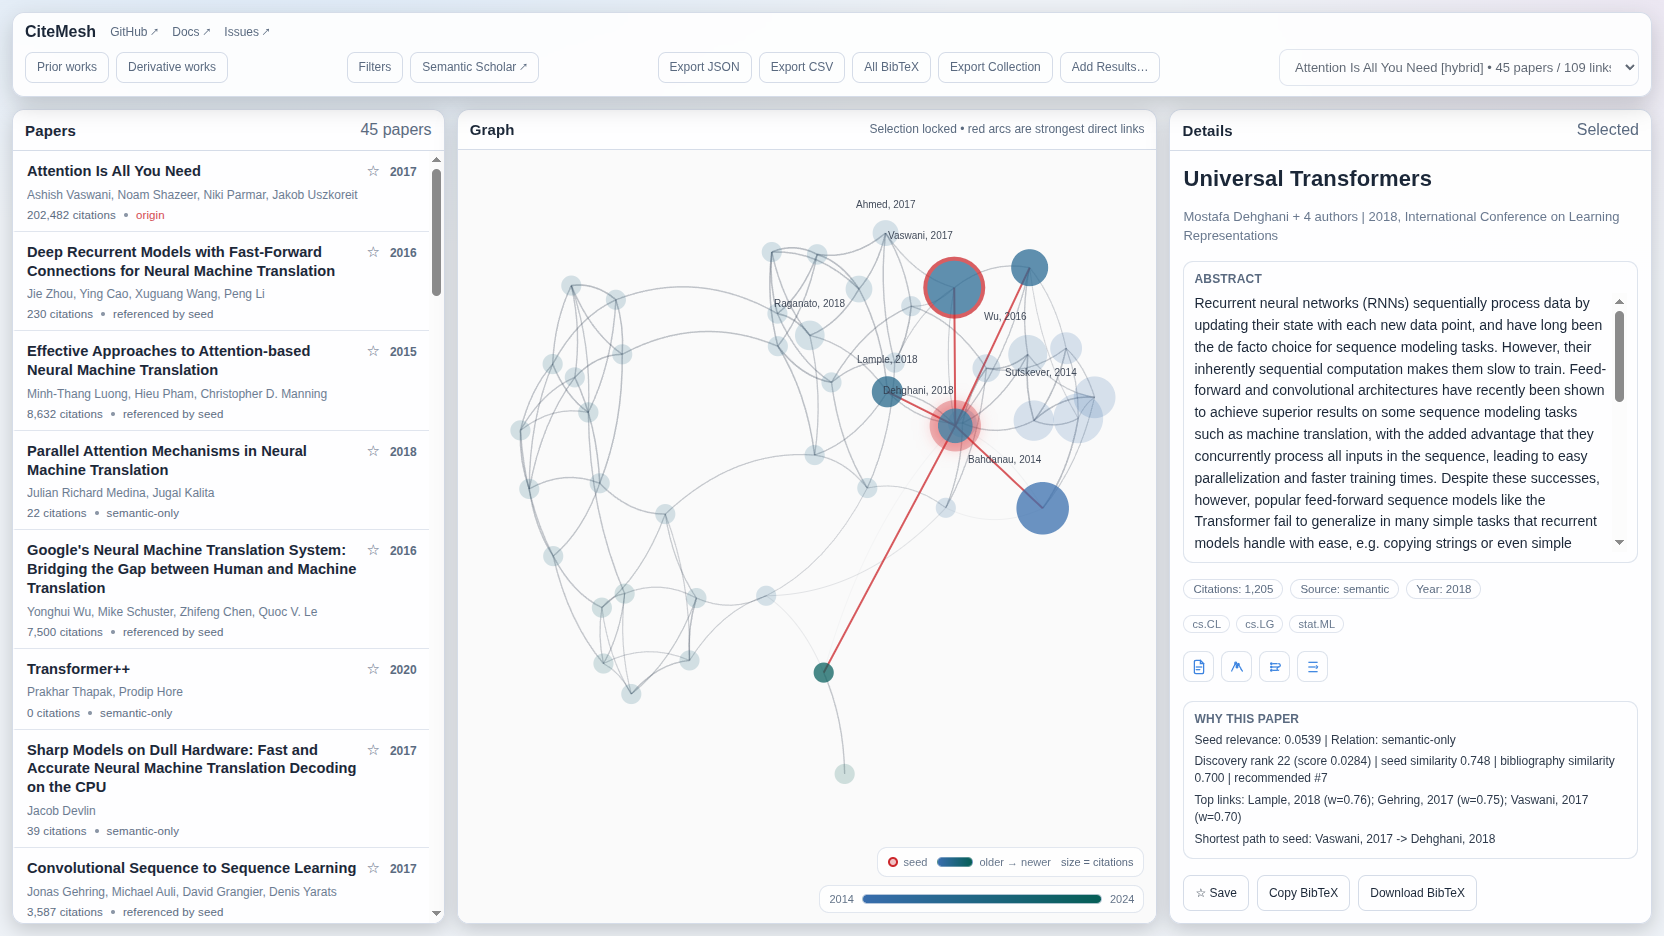 CiteMesh GitHub ↗ Docs ↗ Issues ↗
Prior works Derivative works Filters Semantic Scholar ↗ Export JSON Export CSV All BibTeX Export Collection Add Results… Attention Is All You Need [hybrid] • 45 papers / 109 links
Papers 45 papers
Attention Is All You Need ☆ 2017
Ashish Vaswani, Noam Shazeer, Niki Parmar, Jakob Uszkoreit
202,482 citations • origin
Deep Recurrent Models with Fast-Forward ☆ 2016
Connections for Neural Machine Translation
Jie Zhou, Ying Cao, Xuguang Wang, Peng Li
230 citations • referenced by seed
Effective Approaches to Attention-based ☆ 2015
Neural Machine Translation
Minh-Thang Luong, Hieu Pham, Christopher D. Manning
8,632 citations • referenced by seed
Parallel Attention Mechanisms in Neural ☆ 2018
Machine Translation
Julian Richard Medina, Jugal Kalita
22 citations • semantic-only
Google's Neural Machine Translation System: ☆ 2016
Bridging the Gap between Human and Machine
Translation
Yonghui Wu, Mike Schuster, Zhifeng Chen, Quoc V. Le
7,500 citations • referenced by seed
Transformer++ ☆ 2020
Prakhar Thapak, Prodip Hore
0 citations • semantic-only
Sharp Models on Dull Hardware: Fast and ☆ 2017
Accurate Neural Machine Translation Decoding
on the CPU
Jacob Devlin
39 citations • semantic-only
Convolutional Sequence to Sequence Learning ☆ 2017
Jonas Gehring, Michael Auli, David Grangier, Denis Yarats
3,587 citations • referenced by seed
Graph Selection locked • red arcs are strongest direct links
Ahmed, 2017
Vaswani, 2017
Raganato, 2018
Wu, 2016
Lample, 2018
Sutskever, 2014
Dehghani, 2018
Bahdanau, 2014
seed older → newer size = citations
2014 2024
Details Selected
Universal Transformers
Mostafa Dehghani + 4 authors | 2018, International Conference on Learning
Representations
ABSTRACT
Recurrent neural networks (RNNs) sequentially process data by
updating their state with each new data point, and have long been
the de facto choice for sequence modeling tasks. However, their
inherently sequential computation makes them slow to train. Feed-
forward and convolutional architectures have recently been shown
to achieve superior results on some sequence modeling tasks
such as machine translation, with the added advantage that they
concurrently process all inputs in the sequence, leading to easy
parallelization and faster training times. Despite these successes,
however, popular feed-forward sequence models like the
Transformer fail to generalize in many simple tasks that recurrent
models handle with ease, e.g. copying strings or even simple
Citations: 1,205 Source: semantic Year: 2018
cs.CL cs.LG stat.ML
WHY THIS PAPER
Seed relevance: 0.0539 | Relation: semantic-only
Discovery rank 22 (score 0.0284) | seed similarity 0.748 | bibliography similarity
0.700 | recommended #7
Top links: Lample, 2018 (w=0.76); Gehring, 2017 (w=0.75); Vaswani, 2017
(w=0.70)
Shortest path to seed: Vaswani, 2017 -> Dehghani, 2018
☆ Save Copy BibTeX Download BibTeX